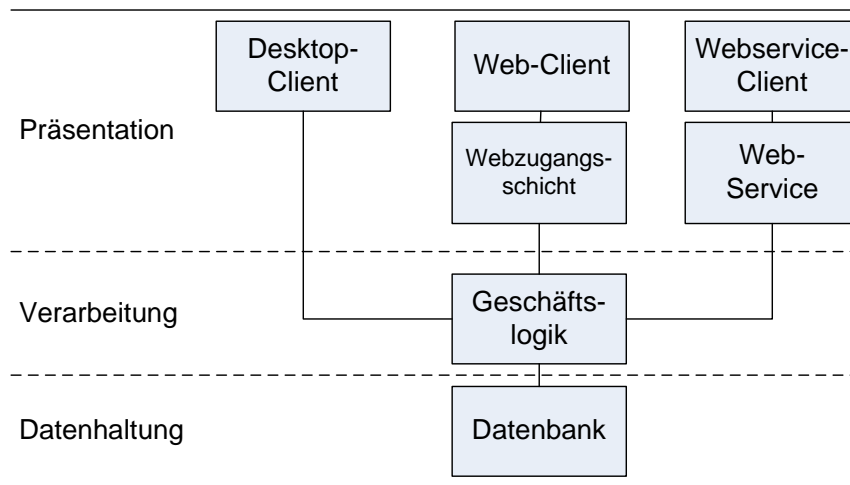 Desktop-
Client
Web-Client
Webservice-
Client
Präsentation
Webzugangs-
schicht
Web-
Service
Verarbeitung
Geschäfts-
logik
Datenhaltung
Datenbank